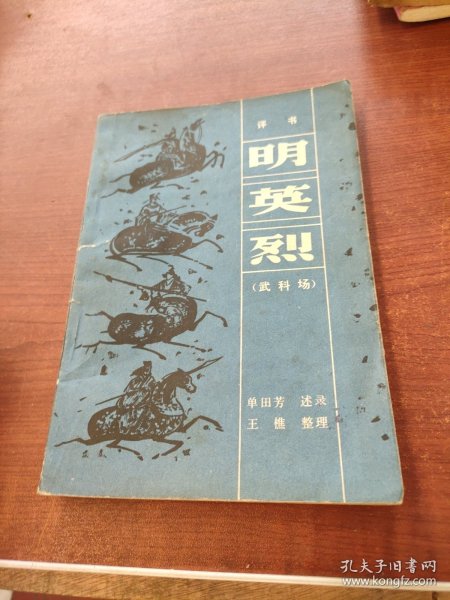 评书
明英烈
（武科场）
单田芳 述录
王樵 整理
孔夫子旧书网
www.kongfz.com